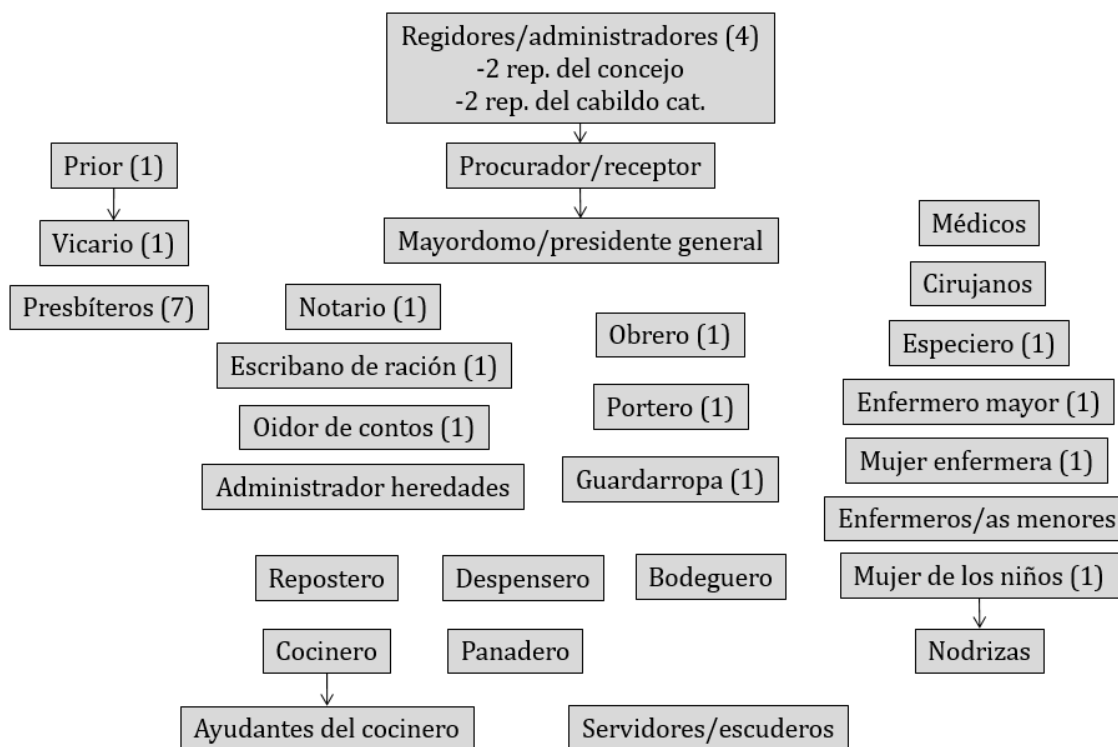 Regidores/administradores (4)
-2 rep. del concejo
-2 rep. del cabildo cat.
Prior (1)
Procurador/receptor
Vicario (1)
Mayordomo/presidente general
Médicos
Presbíteros (7)
Notario (1)
Cirujanos
Obrero (1)
Especiero (1)
Escribano de ración (1)
Portero (1)
Enfermero mayor (1)
Oidor de contos (1)
Mujer enfermera (1)
Administrador heredades
Guardarropa (1)
Enfermeros/as menores
Repostero
Despensero
Bodeguero
Mujer de los niños (1)
Cocinero
Panadero
Nodrizas
Ayudantes del cocinero
Servidores/escuderos